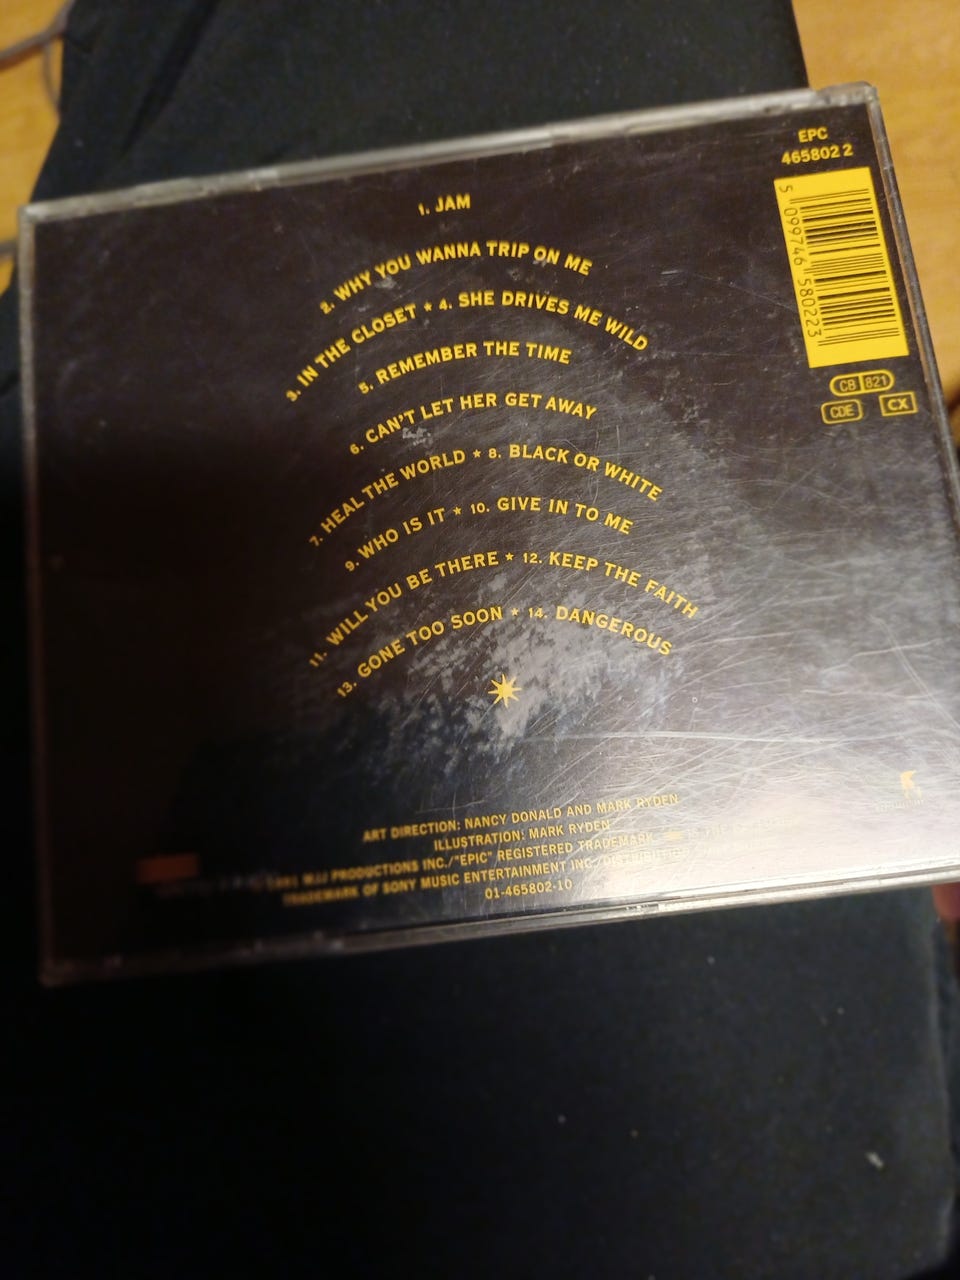 EPC
465802 2
5 099746 580223
CB 821
CDE CX
1. JAM
2. WHY YOU WANNA TRIP ON ME
3. IN THE CLOSET ★ 4. SHE DRIVES ME WILD
5. REMEMBER THE TIME
6. CAN'T LET HER GET AWAY
7. HEAL THE WORLD ★ 8. BLACK OR WHITE
9. WHO IS IT ★ 10. GIVE IN TO ME
11. WILL YOU BE THERE ★ 12. KEEP THE FAITH
13. GONE TOO SOON ★ 14. DANGEROUS
ART DIRECTION: NANCY DONALD AND MARK RYDEN
ILLUSTRATION: MARK RYDEN
1991 MJJ PRODUCTIONS INC./"EPIC" REGISTERED TRADEMARK IS THE
TRADEMARK OF SONY MUSIC ENTERTAINMENT INC./
01-465802-10